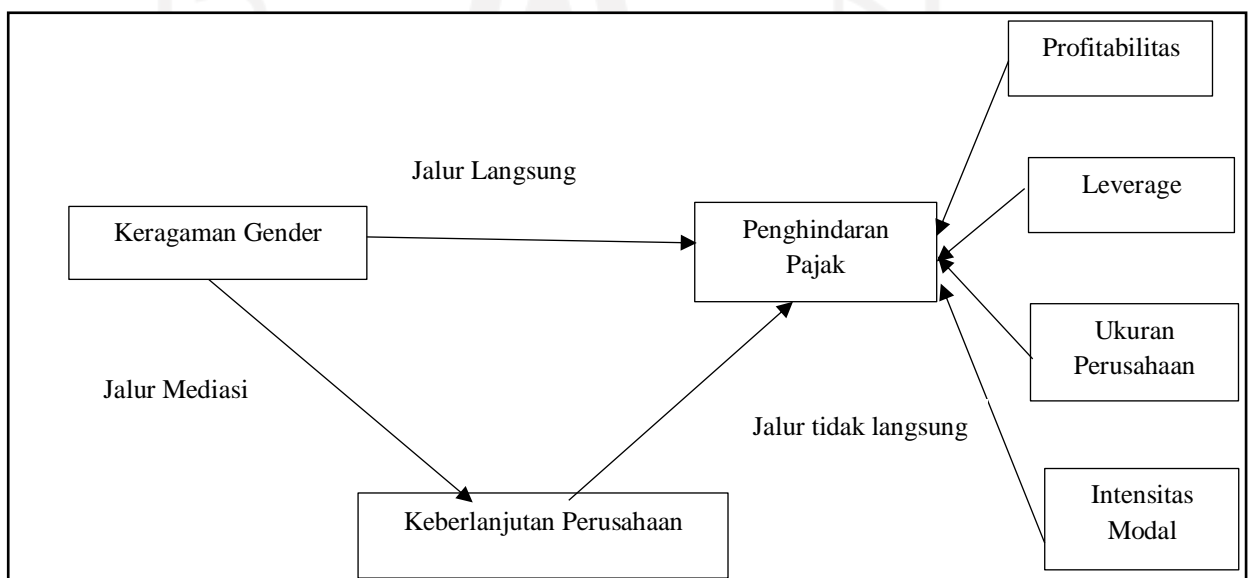 Profitabilitas
Jalur Langsung
Leverage
Keragaman Gender
Penghindaran
Pajak
Ukuran
Perusahaan
Jalur Mediasi
Jalur tidak langsung
Intensitas
Modal
Keberlanjutan Perusahaan